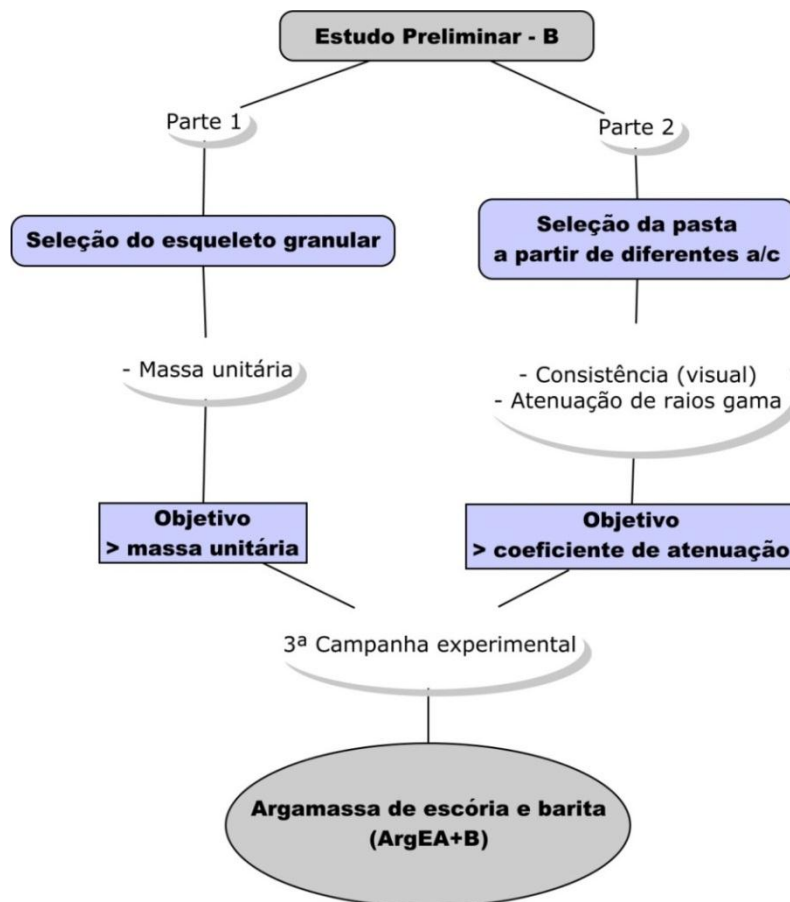 Estudo Preliminar - B
Parte 1
Parte 2
Seleção do esqueleto granular
Seleção da pasta
a partir de diferentes a/c
- Massa unitária
- Consistência (visual)
- Atenuação de raios gama
Objetivo
> massa unitária
Objetivo
> coeficiente de atenuação
3ª Campanha experimental
Argamassa de escória e barita
(ArgEA+B)